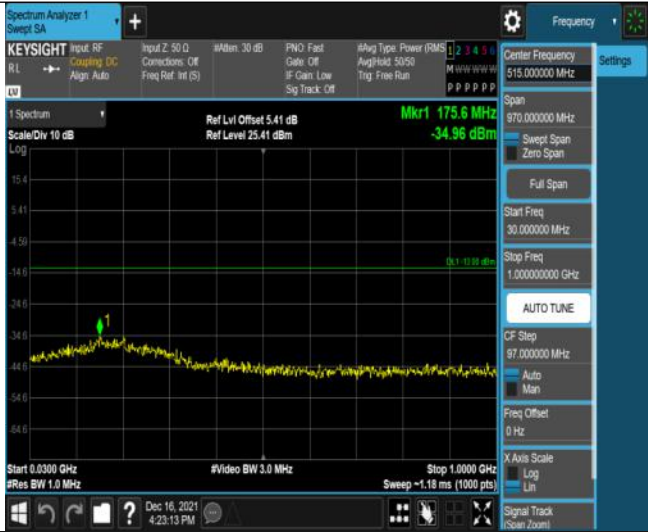 Spectrum Analyzer 1
Swept SA
+
Frequency
KEYSIGHT
RL
LV
Input: RF
Coupling: DC
Align: Auto
Input Z: 50 Ω
Corrections: Off
Freq Ref: Int (S)
#Atten: 30 dB
PNO: Fast
Gate: Off
IF Gain: Low
Sig Track: Off
#Avg Type: Power (RMS
Avg|Hold: 50/50
Trig: Free Run
1 2 3 4 5 6
M W W W W W
P P P P P P
1 Spectrum
Scale/Div 10 dB
Log
Ref Lvl Offset 5.41 dB
Ref Level 25.41 dBm
Mkr1 175.6 MHz
-34.96 dBm
15.4
5.41
-4.59
-14.6
-24.6
-34.6
-44.6
-54.6
-64.6
DL1 -13.00 dBm
1
Start 0.0300 GHz
#Res BW 1.0 MHz
#Video BW 3.0 MHz
Stop 1.0000 GHz
Sweep ~1.18 ms (1000 pts)
Dec 16, 2021
4:23:13 PM
?
Center Frequency
515.000000 MHz
Settings
Span
970.000000 MHz
Swept Span
Zero Span
Full Span
Start Freq
30.000000 MHz
Stop Freq
1.000000000 GHz
AUTO TUNE
CF Step
97.000000 MHz
Auto
Man
Freq Offset
0 Hz
X Axis Scale
Log
Lin
Signal Track
(Span Zoom)